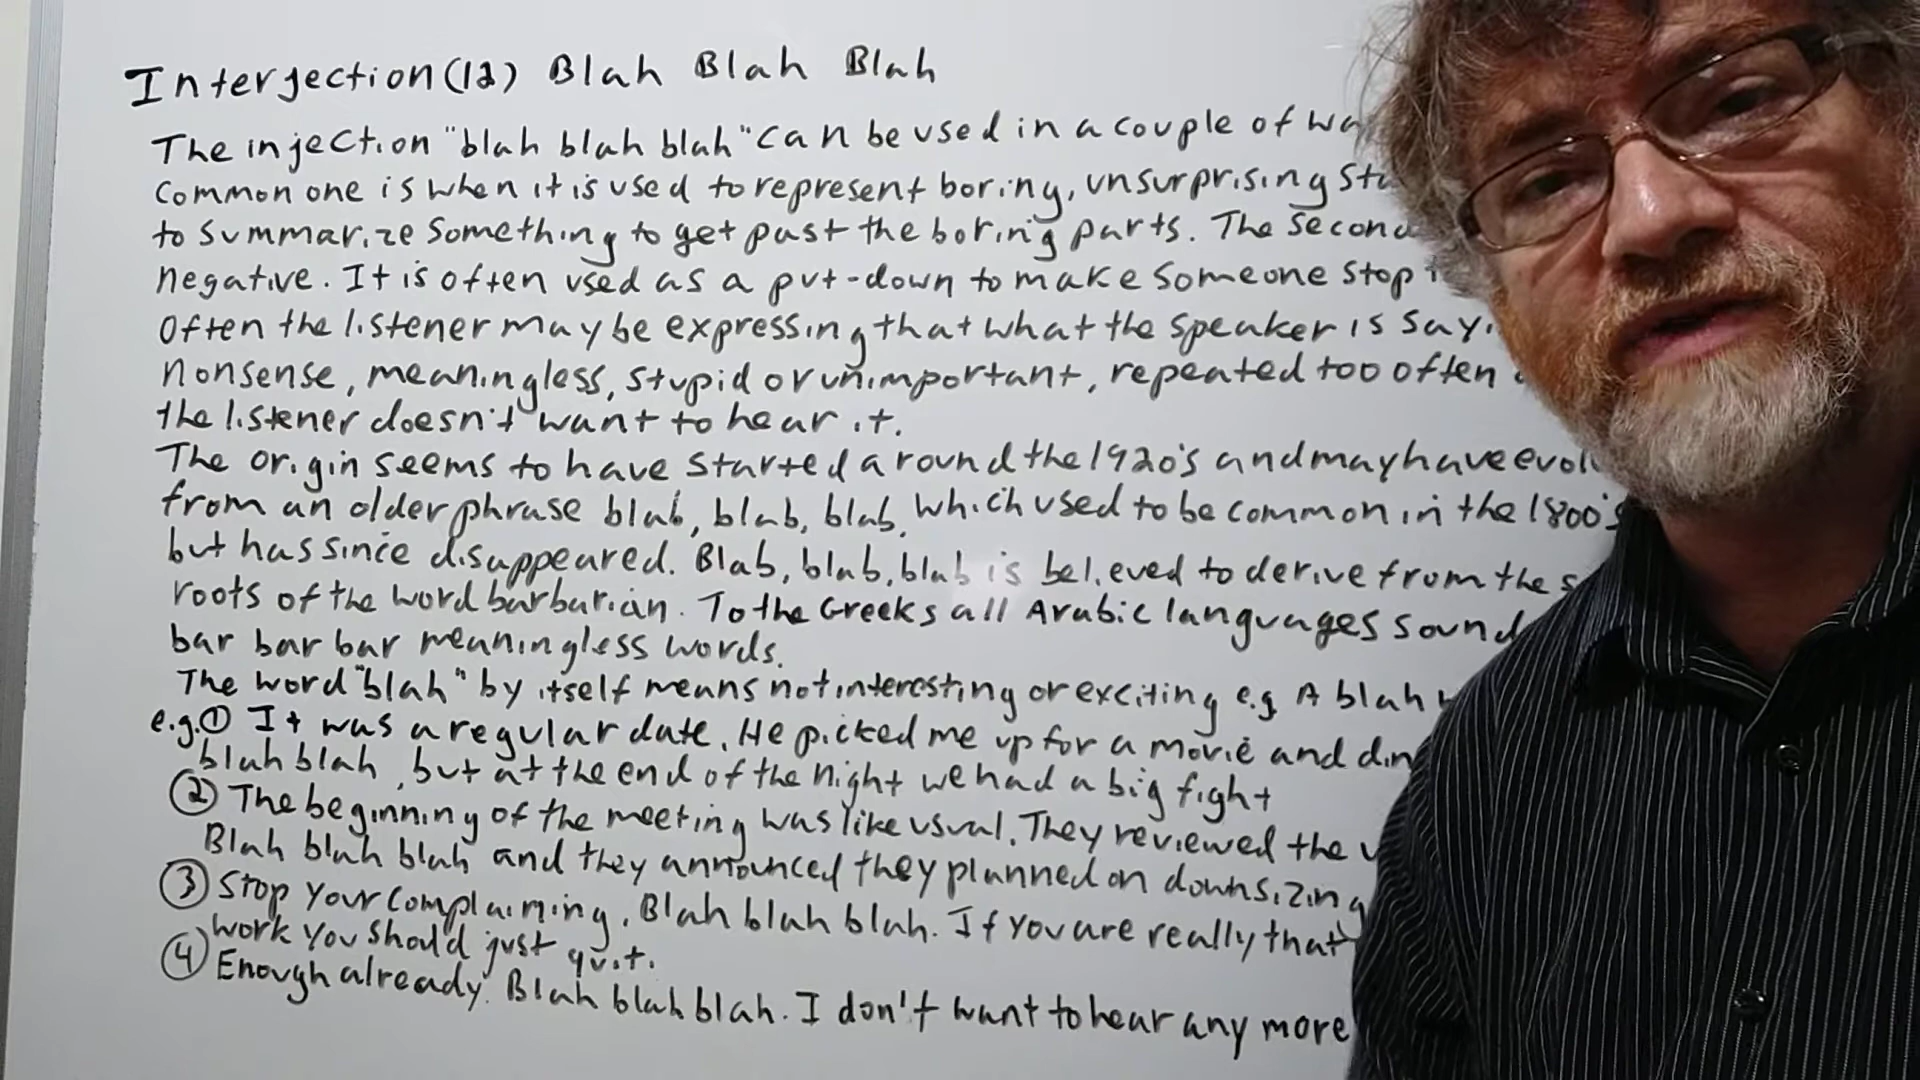 Interjection(12) Blah Blah Blah
The injection "blah blah blah" can be used in a couple of wa
common one is when it is used to represent boring, unsurprising stu
to summarize something to get past the boring parts. The second
negative. It is often used as a put-down to make someone stop t
Often the listener may be expressing that what the speaker is sayi
nonsense, meaningless, stupid or unimportant, repeated too often
the listener doesn't want to hear it.
The origin seems to have started around the 1920's and may have evol
from an older phrase blab, blab, blab, which used to be common in the 1800's
but has since disappeared. Blab, blab, blab is believed to derive from the s
roots of the word barbarian. To the Greeks all Arabic languages sound
bar bar bar meaningless words.
The word "blah" by itself means not interesting or exciting e.g A blah
e.g. ① It was a regular date. He picked me up for a movie and din
blah blah, but at the end of the night we had a big fight
② The beginning of the meeting was like usual. They reviewed the
Blah blah blah and they announced they planned on downsizing
③ Stop your complaining. Blah blah blah. If you are really that
work you should just quit.
④ Enough already. Blah blah blah. I don't want to hear any more